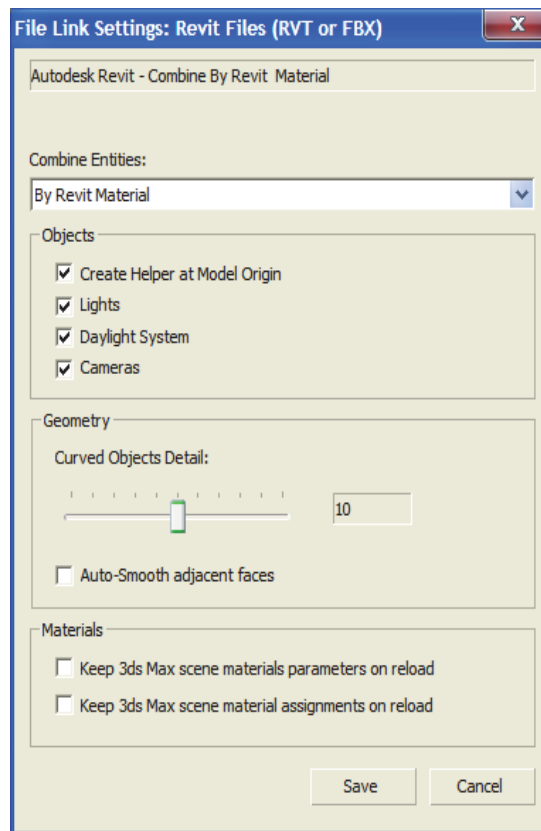 File Link Settings: Revit Files (RVT or FBX)
Autodesk Revit - Combine By Revit Material
Combine Entities:
By Revit Material
Objects
Create Helper at Model Origin
Lights
Daylight System
Cameras
Geometry
Curved Objects Detail:
10
Auto-Smooth adjacent faces
Materials
Keep 3ds Max scene materials parameters on reload
Keep 3ds Max scene material assignments on reload
Save Cancel